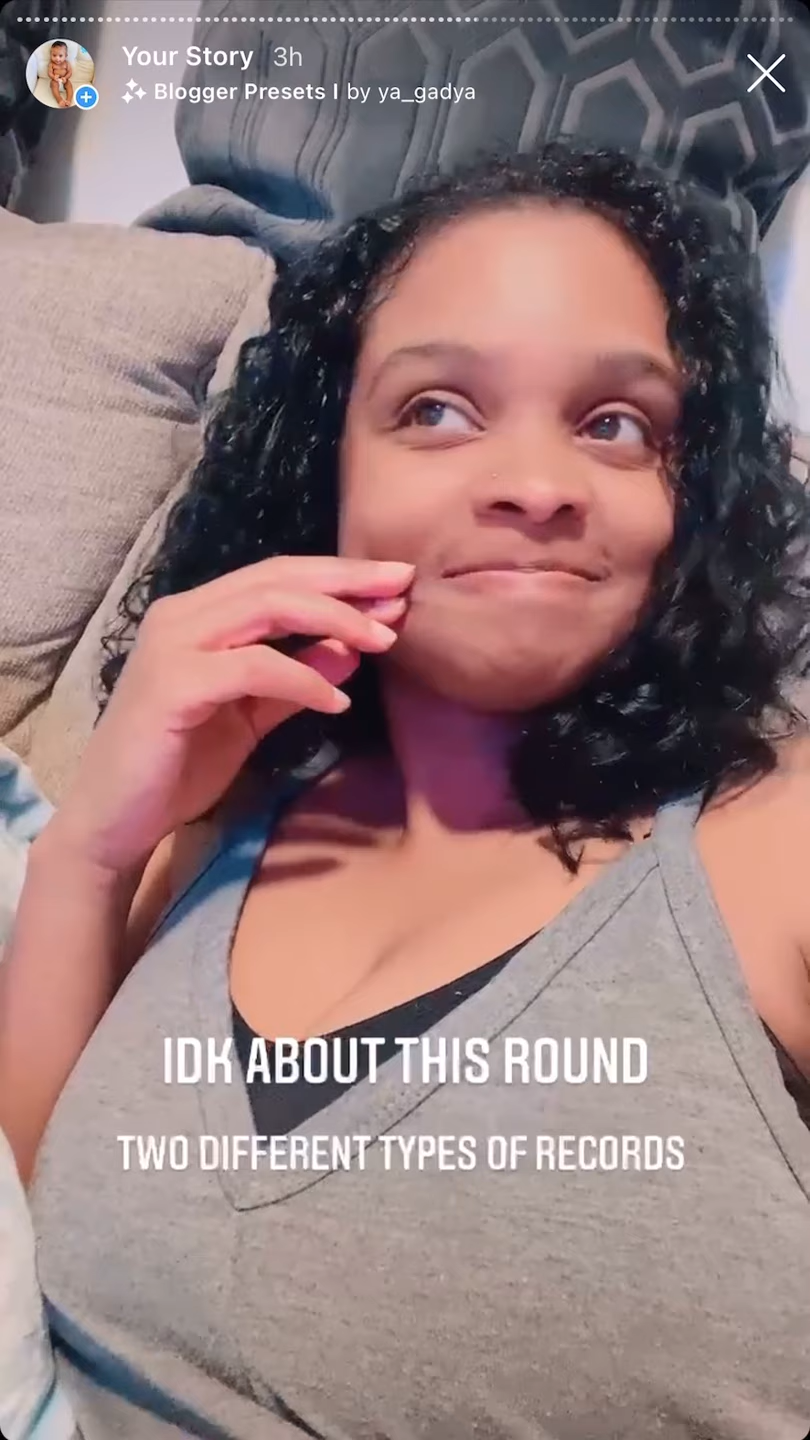 Your Story 3h
Blogger Presets I by ya_gadya
IDK ABOUT THIS ROUND
TWO DIFFERENT TYPES OF RECORDS